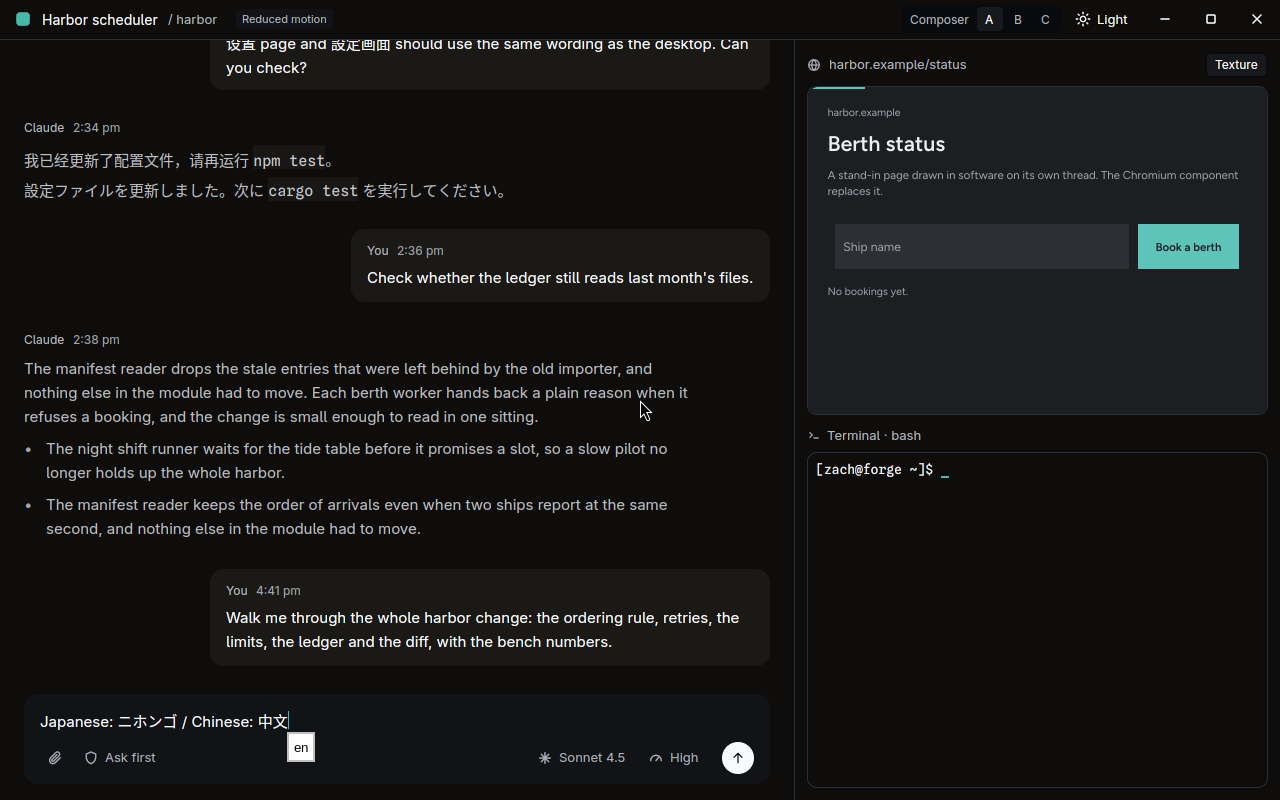 Harbor scheduler / harbor Reduced motion Composer A B C Light
设置 page and 設定画面 should use the same wording as the desktop. Can
you check?
Claude 2:34 pm
我已经更新了配置文件，请再运行 npm test。
設定ファイルを更新しました。次に cargo test を実行してください。
You 2:36 pm
Check whether the ledger still reads last month's files.
Claude 2:38 pm
The manifest reader drops the stale entries that were left behind by the old importer, and
nothing else in the module had to move. Each berth worker hands back a plain reason when it
refuses a booking, and the change is small enough to read in one sitting.
• The night shift runner waits for the tide table before it promises a slot, so a slow pilot no
longer holds up the whole harbor.
• The manifest reader keeps the order of arrivals even when two ships report at the same
second, and nothing else in the module had to move.
You 4:41 pm
Walk me through the whole harbor change: the ordering rule, retries, the
limits, the ledger and the diff, with the bench numbers.
Japanese: ニホンゴ / Chinese: 中文
en
Ask first Sonnet 4.5 High
harbor.example/status Texture
harbor.example
Berth status
A stand-in page drawn in software on its own thread. The Chromium component
replaces it.
Ship name Book a berth
No bookings yet.
Terminal · bash
[zach@forge ~]$ _